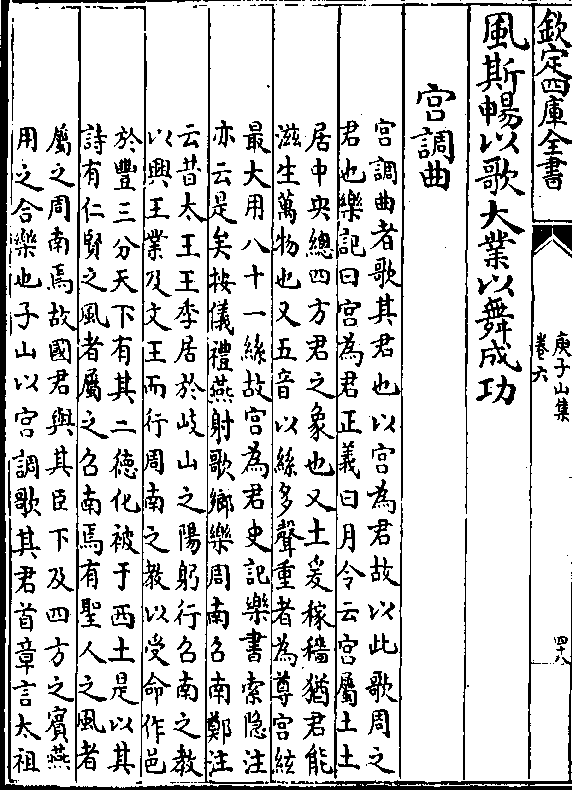 欽定四庫全書
庾子山集
卷六
四十八
風斯暢以歌大業以舞成功
宫調曲
宫調曲者歌其君也以宫為君故以此歌周之
君也樂記曰宫為君正義曰月令云宫屬土土
居中央總四方君之象也又土爰稼穡猶君能
滋生萬物也又五音以絲多聲重者為尊宫絃
最大用八十一絲故宫為君史記樂書索隐注
亦云是矣按儀禮燕射歌鄉樂周南召南鄭注
云昔太王王季居於岐山之陽躬行召南之教
以興王業及文王而行周南之教以受命作邑
於豐三分天下有其二德化被于西土是以其
詩有仁賢之風者屬之召南焉有聖人之風者
屬之周南焉故國君與其臣下及四方之賓燕
用之合樂也子山以宫調歌其君首章言太祖